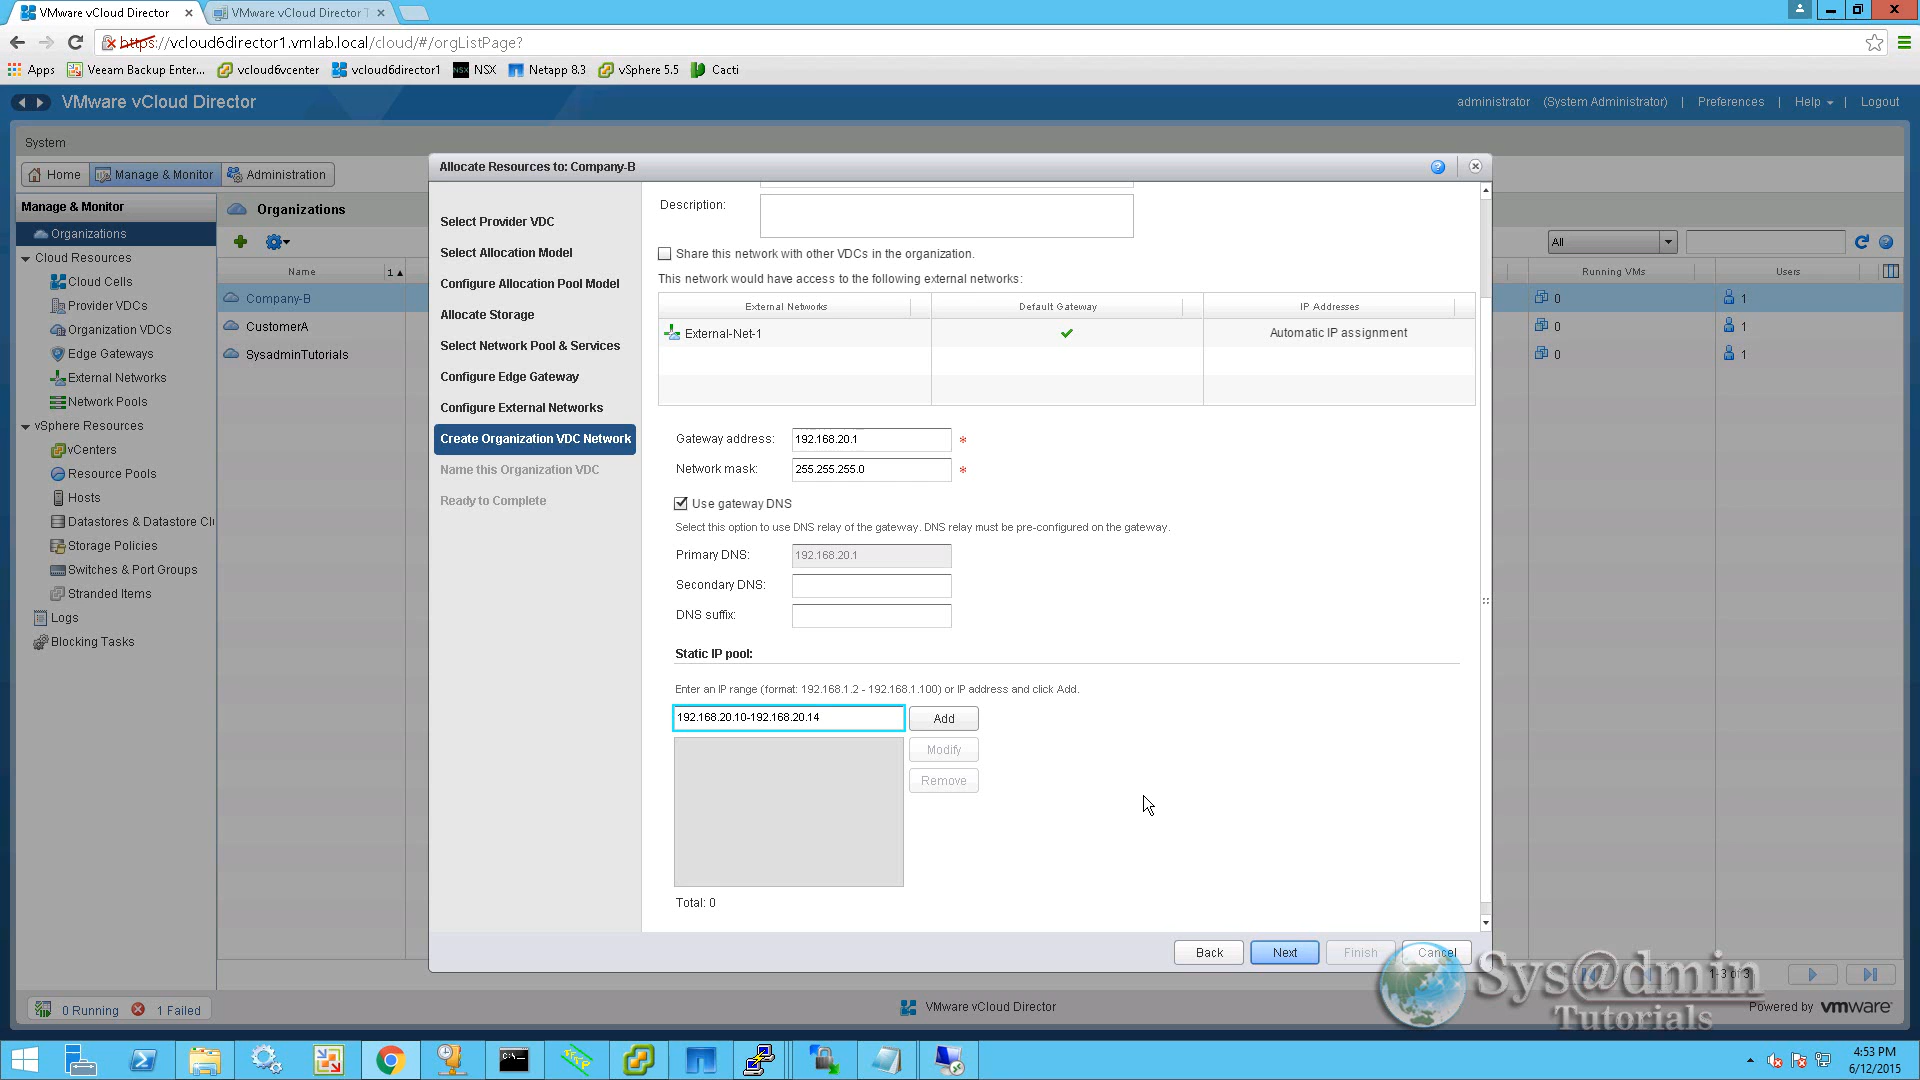 VMware vCloud Director
VMware vCloud Director T
https://vcloud6director1.vmlab.local/cloud/#/orgListPage?
Apps
Veeam Backup Enter...
vcloud6vcenter
vcloud6director1
NSX
NSX
Netapp 8.3
vSphere 5.5
Cacti
VMware vCloud Director
administrator (System Administrator) | Preferences | Help | Logout
System
Home
Manage & Monitor
Administration
Manage & Monitor
Organizations
Cloud Resources
Cloud Cells
Provider VDCs
Organization VDCs
Edge Gateways
External Networks
Network Pools
vSphere Resources
vCenters
Resource Pools
Hosts
Datastores & Datastore Cl
Storage Policies
Switches & Port Groups
Stranded Items
Logs
Blocking Tasks
Organizations
Name
1
Company-B
CustomerA
SysadminTutorials
Allocate Resources to: Company-B
Select Provider VDC
Select Allocation Model
Configure Allocation Pool Model
Allocate Storage
Select Network Pool & Services
Configure Edge Gateway
Configure External Networks
Create Organization VDC Network
Name this Organization VDC
Ready to Complete
Description:
Share this network with other VDCs in the organization.
This network would have access to the following external networks:
External Networks
Default Gateway
IP Addresses
External-Net-1
Automatic IP assignment
Gateway address:
192.168.20.1
*
Network mask:
255.255.255.0
*
Use gateway DNS
Select this option to use DNS relay of the gateway. DNS relay must be pre-configured on the gateway.
Primary DNS:
192.168.20.1
Secondary DNS:
DNS suffix:
Static IP pool:
Enter an IP range (format: 192.168.1.2 - 192.168.1.100) or IP address and click Add.
192.168.20.10-192.168.20.14
Add
Modify
Remove
Total: 0
Back
Next
Finish
Cancel
All
Running VMs
Users
0
1
0
1
0
1
1-3 of 3
Sys@dmin
Tutorials
0 Running
1 Failed
VMware vCloud Director
Powered by vmware
4:53 PM
6/12/2015